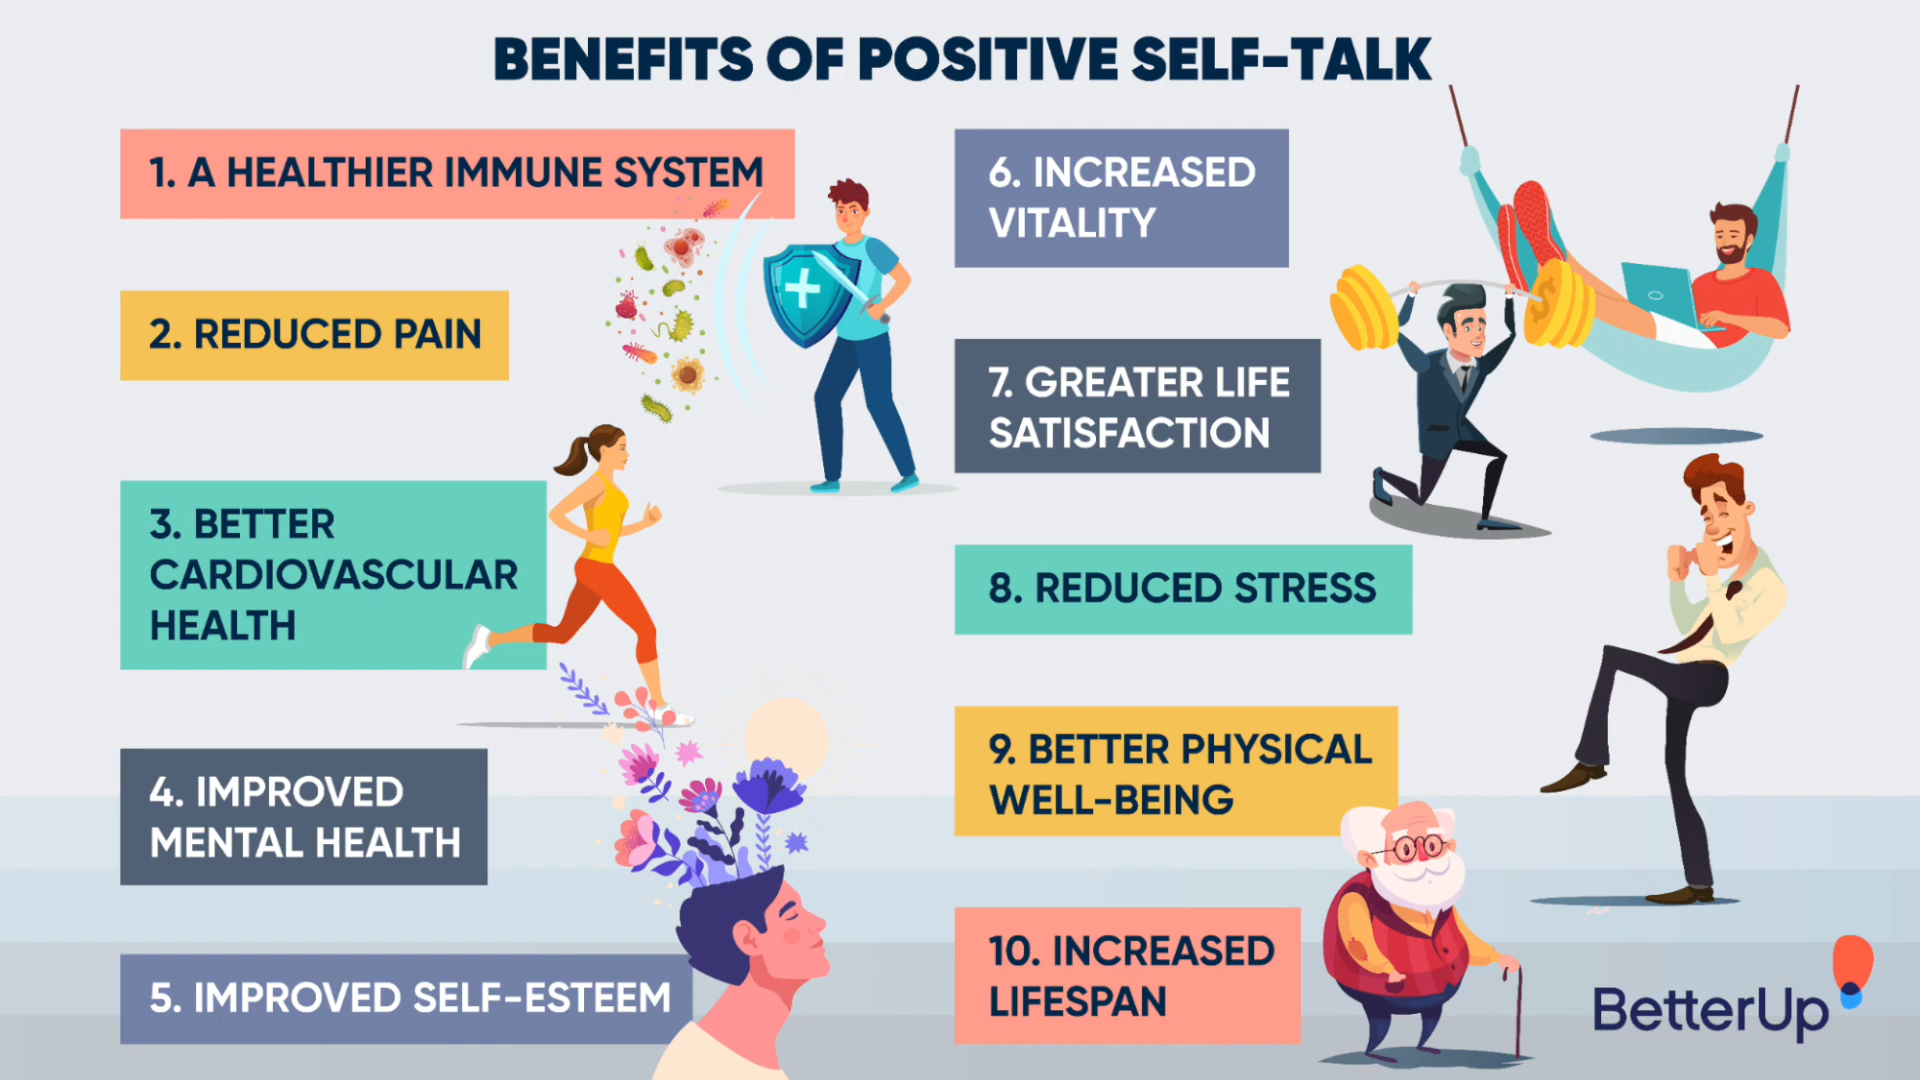 BENEFITS OF POSITIVE SELF-TALK
1. A HEALTHIER IMMUNE SYSTEM
2. REDUCED PAIN
3. BETTER
CARDIOVASCULAR
HEALTH
4. IMPROVED
MENTAL HEALTH
5. IMPROVED SELF-ESTEEM
6. INCREASED
VITALITY
7. GREATER LIFE
SATISFACTION
8. REDUCED STRESS
9. BETTER PHYSICAL
WELL-BEING
10. INCREASED
LIFESPAN
BetterUp